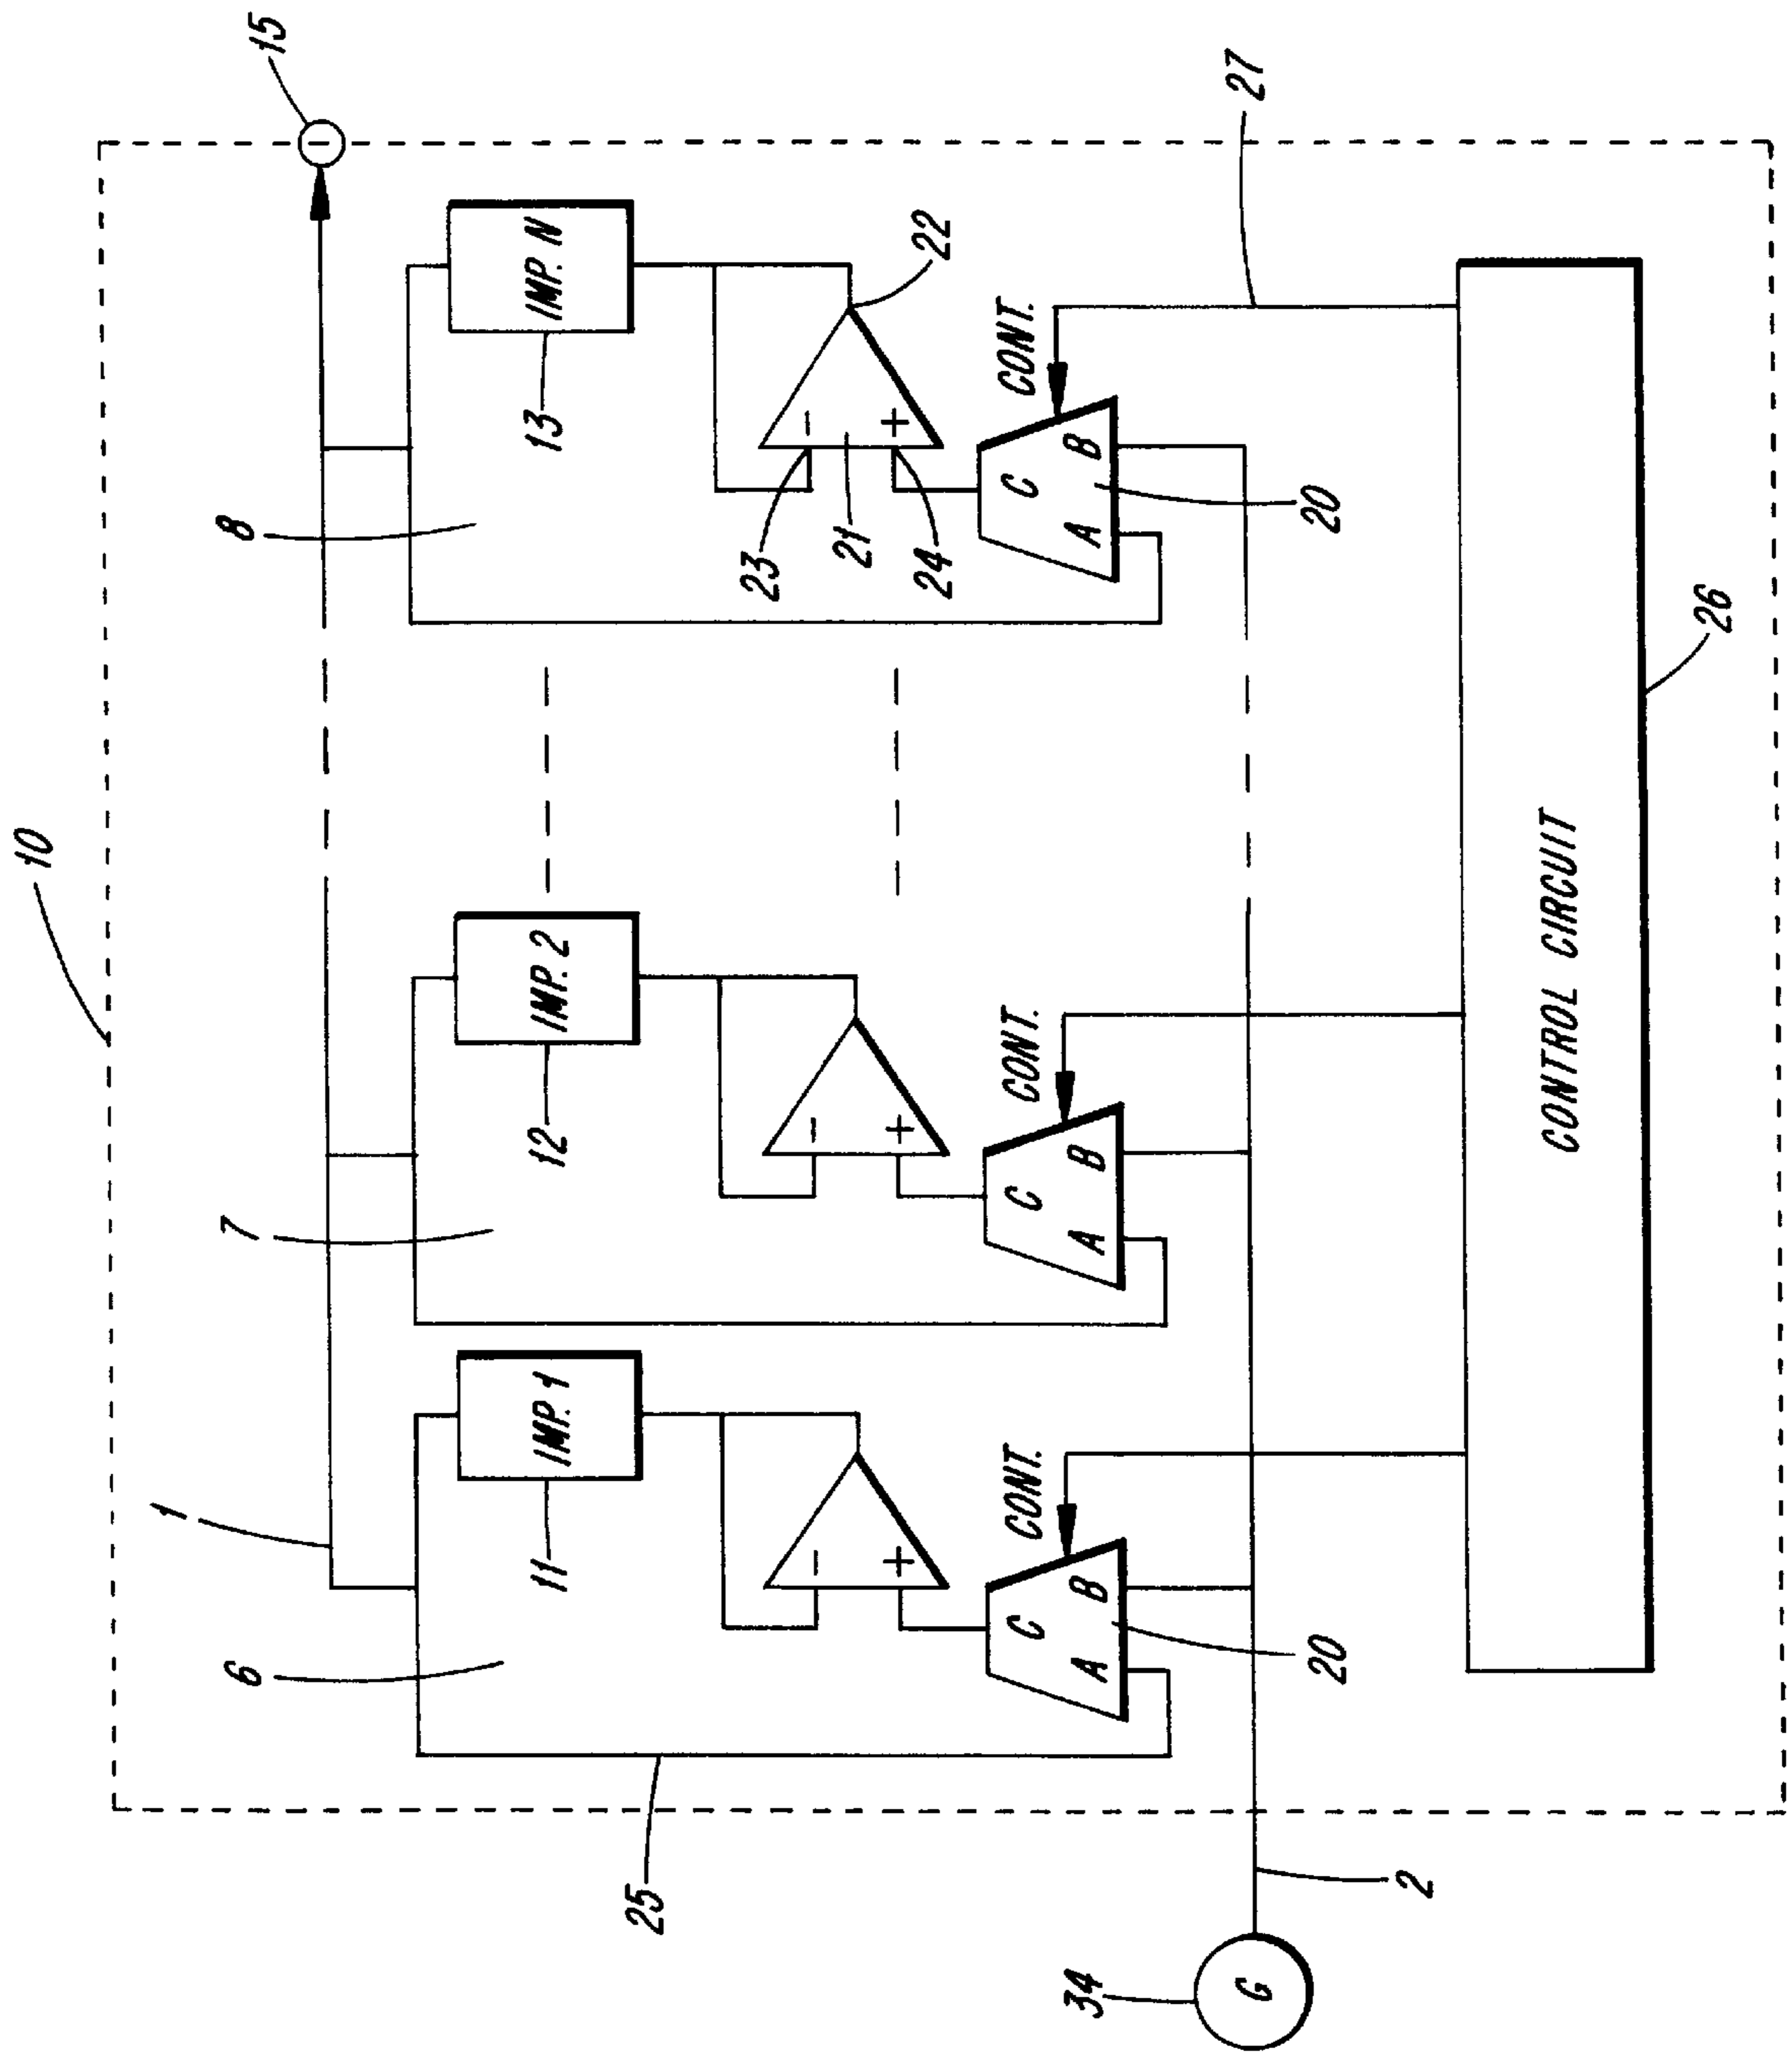 10
15
1
6
7
8
IMP. 1
IMP. 2
IMP. N
11
12
13
25
−
+
−
+
−
+
23
21
24
22
CONT.
CONT.
CONT.
C
A
B
C
A
B
C
A
B
20
20
27
34
G
2
CONTROL CIRCUIT
26